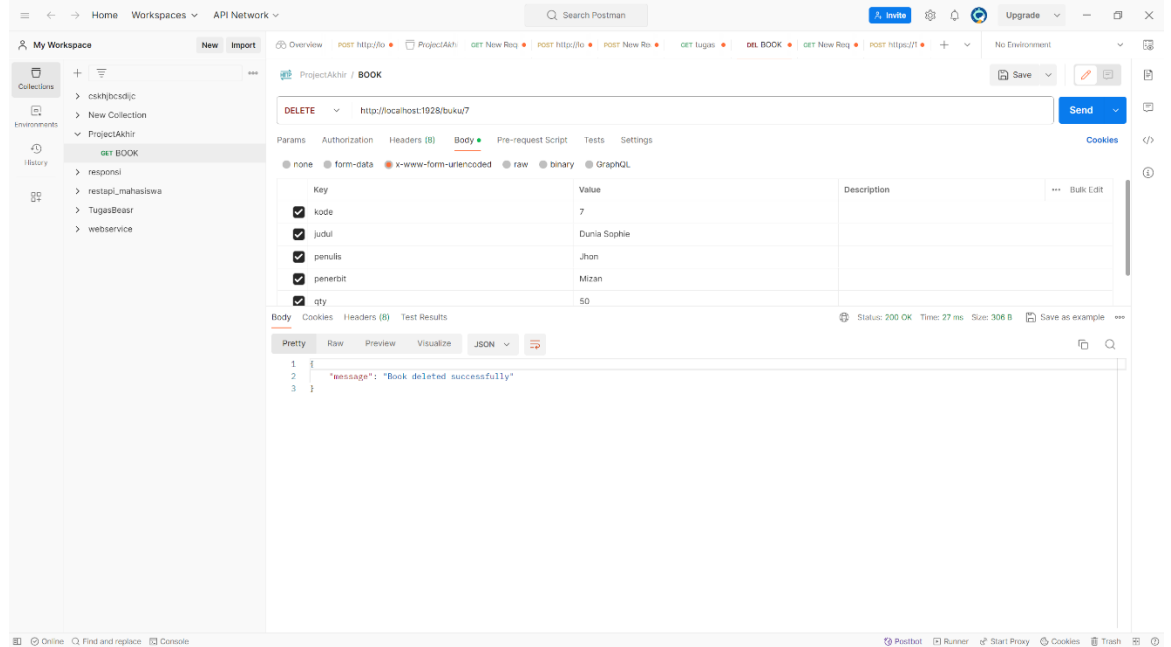 Home Workspaces API Network Search Postman Invite Upgrade
My Workspace New Import Overview POST http://lo ProjectAkh GET New Req POST http://lo POST New Re GET tugas DEL BOOK GET New Req POST https://1 No Environment
Collections
Environments
History
cskhjbcsdijc
New Collection
ProjectAkhir
GET BOOK
responsi
restapi_mahasiswa
TugasBeasr
webservice
ProjectAkhir / BOOK Save
DELETE http://localhost:1928/buku/7 Send
Params Authorization Headers (8) Body Pre-request Script Tests Settings Cookies
none form-data x-www-form-urlencoded raw binary GraphQL
Key Value Description Bulk Edit
kode 7
judul Dunia Sophie
penulis Jhon
penerbit Mizan
qty 50
Body Cookies Headers (8) Test Results Status: 200 OK Time: 27 ms Size: 306 B Save as example
Pretty Raw Preview Visualize JSON
1 {
2 "message": "Book deleted successfully"
3 }
Online Find and replace Console Postbot Runner Start Proxy Cookies Trash